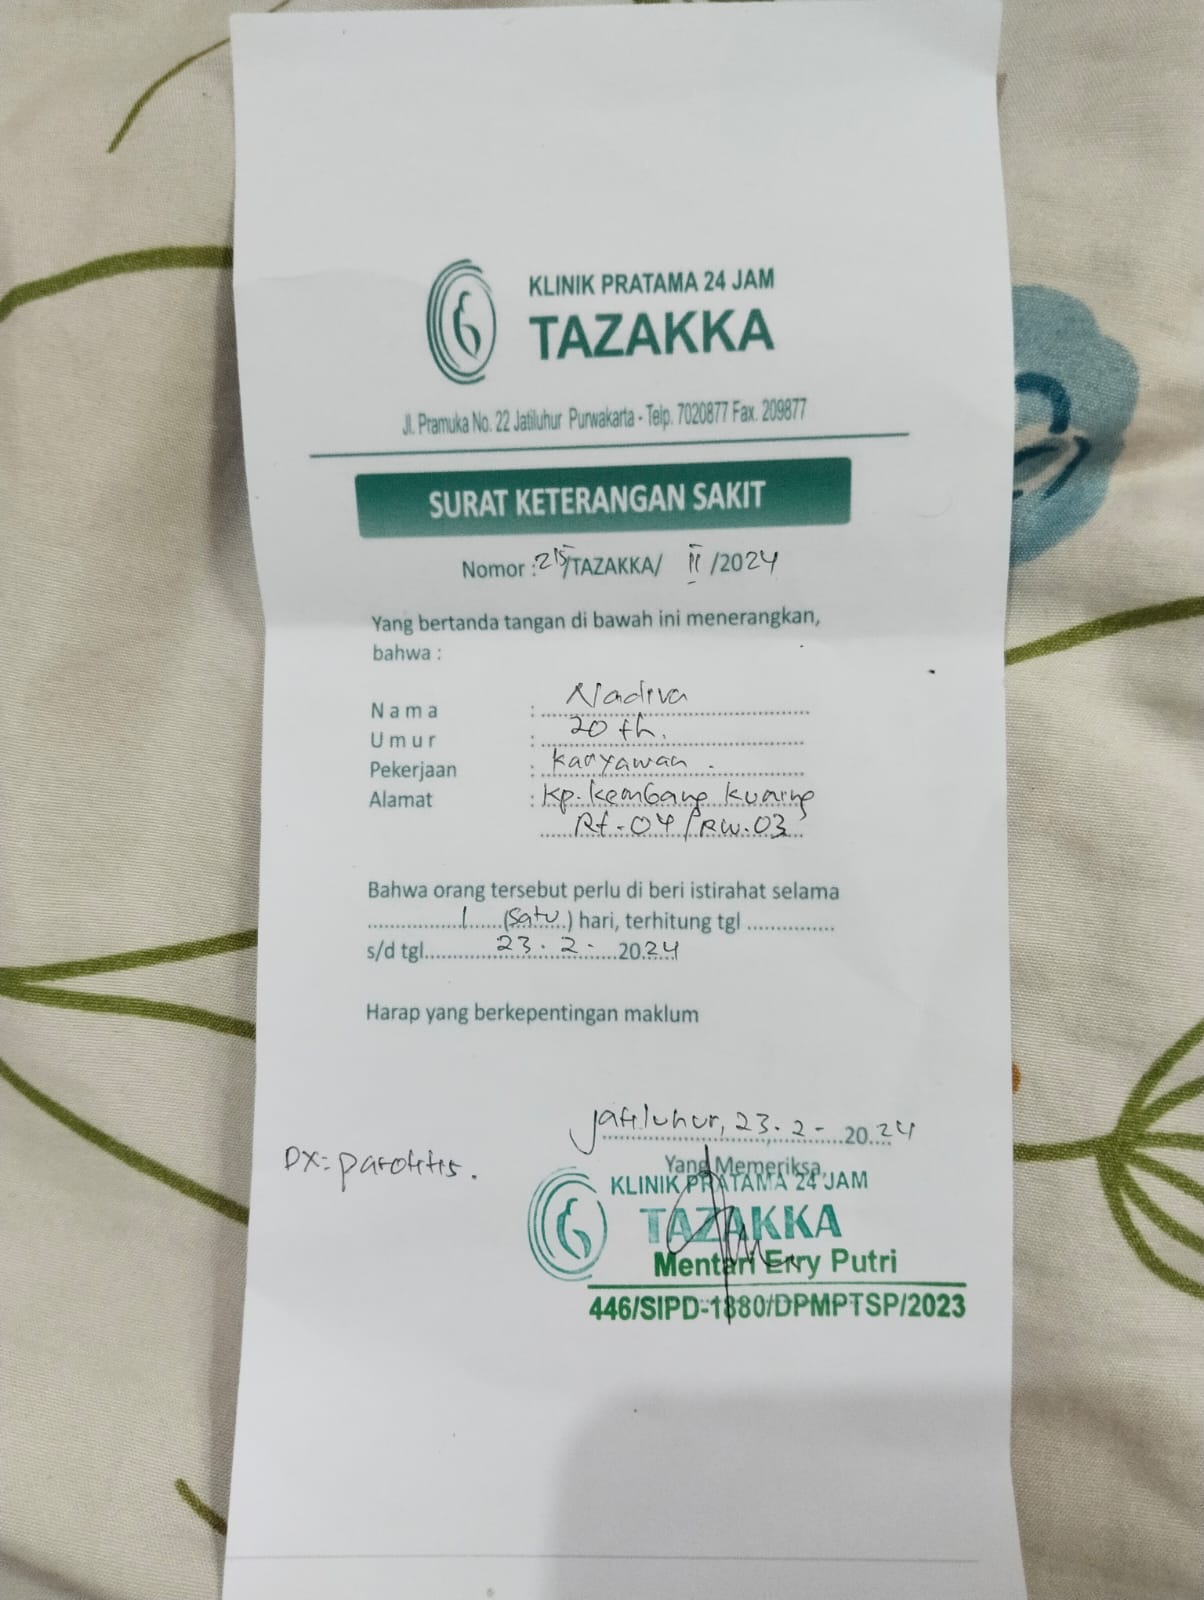 KLINIK PRATAMA 24 JAM
TAZAKKA
Jl. Pramuka No. 22 Jatiluhur Purwakarta - Telp. 7020877 Fax. 209877
SURAT KETERANGAN SAKIT
Nomor : 215/TAZAKKA/ II /2024
Yang bertanda tangan di bawah ini menerangkan,
bahwa :
Nama : Nadiva
Umur : 20 th.
Pekerjaan : karyawan .
Alamat : Kp. Kembang kuning
Rt. 04 / RW. 03
Bahwa orang tersebut perlu di beri istirahat selama
1 (Satu) hari, terhitung tgl
s/d tgl 23 . 2 - 2024
Harap yang berkepentingan maklum
Jatiluhur, 23 . 2 - 2024
DX = parotitis .
Yang Memeriksa,
KLINIK PRATAMA 24 JAM
TAZAKKA
Mentari Erry Putri
446/SIPD-1880/DPMPTSP/2023